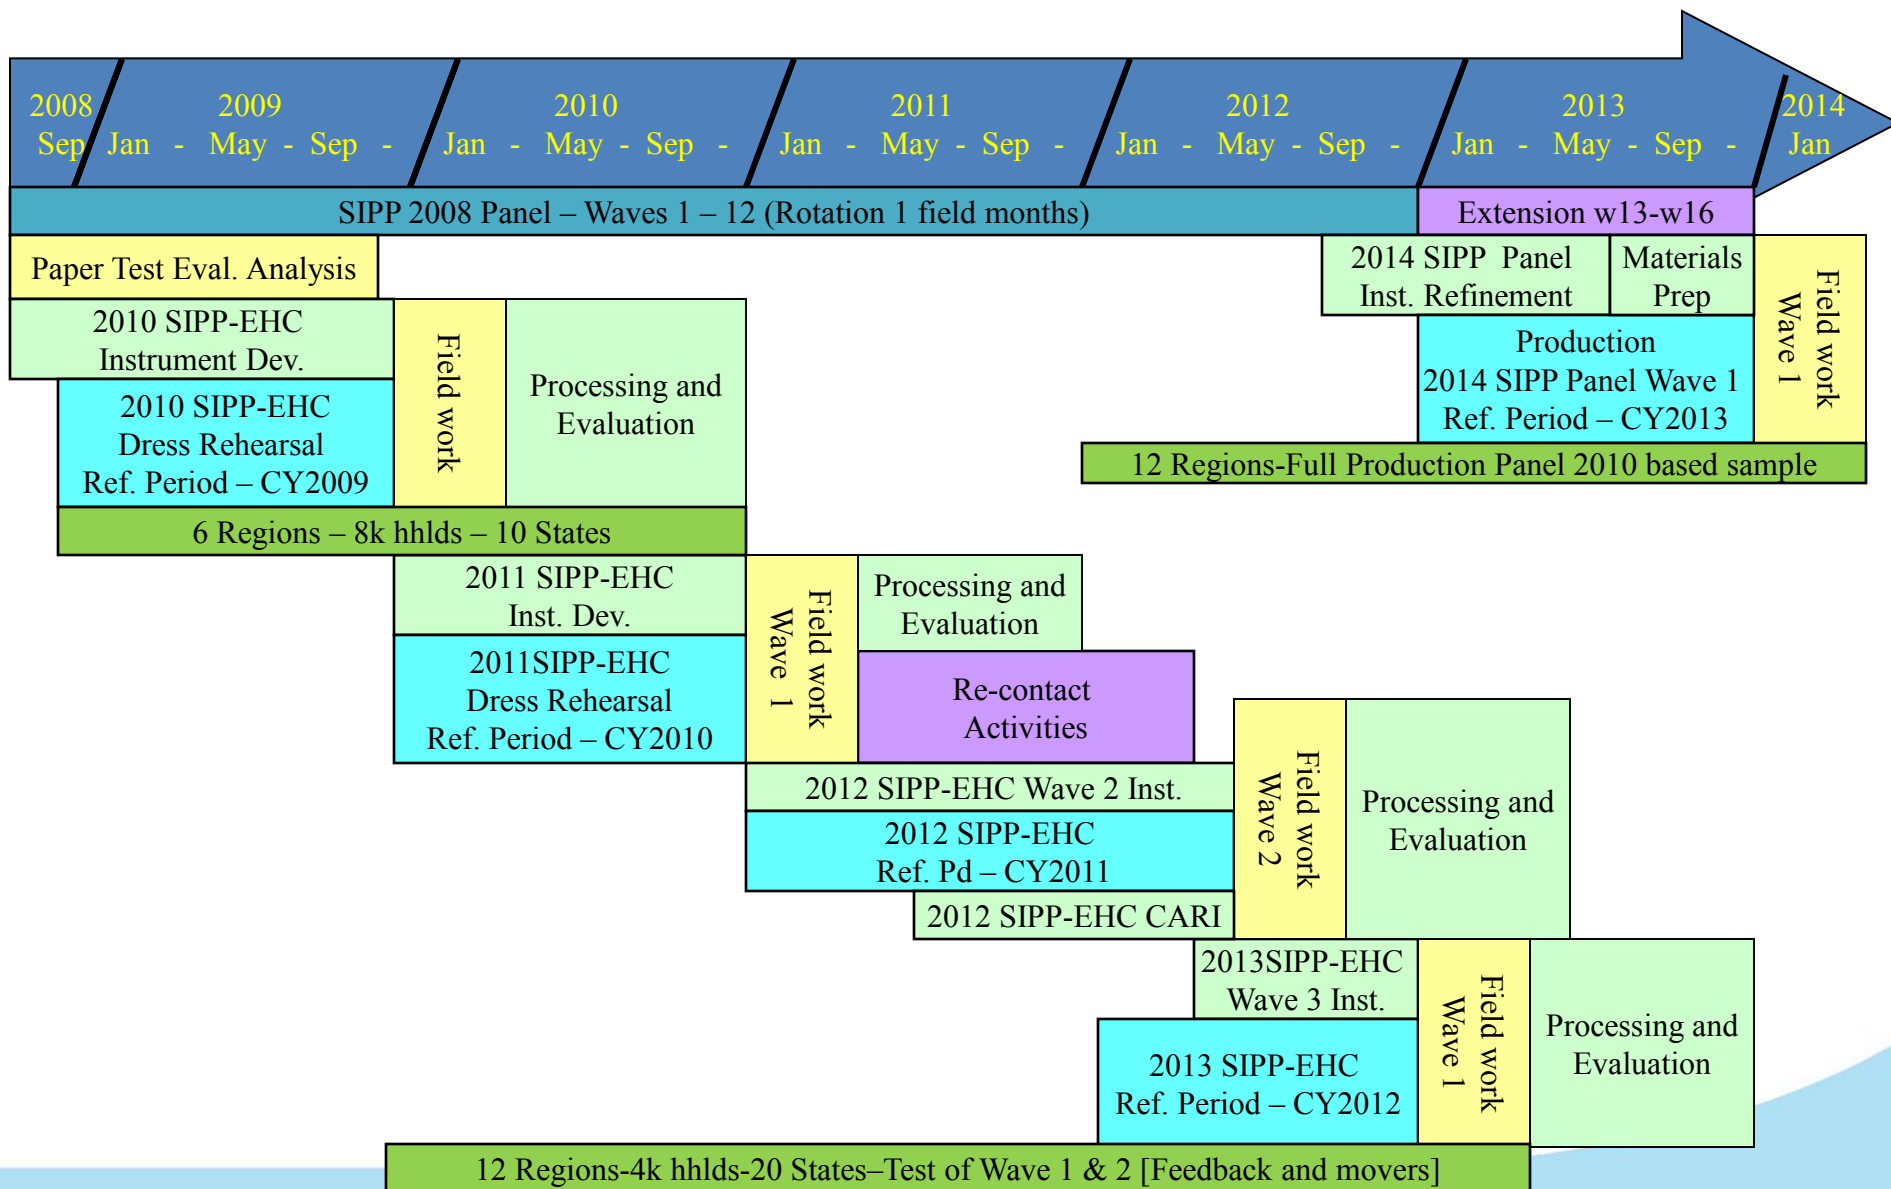 2008 2009 2010 2011 2012 2013 2014
Sep Jan - May - Sep - Jan - May - Sep - Jan - May - Sep - Jan - May - Sep - Jan - May - Sep - Jan
SIPP 2008 Panel – Waves 1 – 12 (Rotation 1 field months)
Extension w13-w16
Paper Test Eval. Analysis
2014 SIPP Panel
Inst. Refinement
Materials
Prep
Field work
Wave 1
2010 SIPP-EHC
Instrument Dev.
Field work
Processing and
Evaluation
Production
2014 SIPP Panel Wave 1
Ref. Period – CY2013
2010 SIPP-EHC
Dress Rehearsal
Ref. Period – CY2009
12 Regions-Full Production Panel 2010 based sample
6 Regions – 8k hhlds – 10 States
2011 SIPP-EHC
Inst. Dev.
Field work
Wave 1
Processing and
Evaluation
2011SIPP-EHC
Dress Rehearsal
Ref. Period – CY2010
Re-contact
Activities
2012 SIPP-EHC Wave 2 Inst.
Field work
Wave 2
Processing and
Evaluation
2012 SIPP-EHC
Ref. Pd – CY2011
2012 SIPP-EHC CARI
2013SIPP-EHC
Wave 3 Inst.
Field work
Wave 1
Processing and
Evaluation
2013 SIPP-EHC
Ref. Period – CY2012
12 Regions-4k hhlds-20 States–Test of Wave 1 & 2 [Feedback and movers]